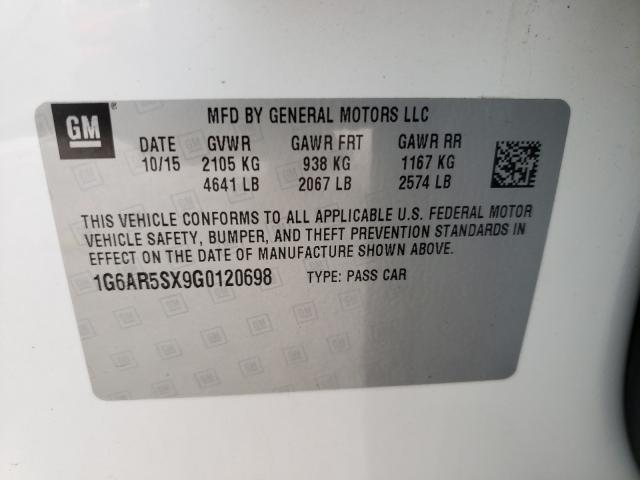 GM ®
MFD BY GENERAL MOTORS LLC
DATE GVWR GAWR FRT GAWR RR
10/15 2105 KG 938 KG 1167 KG
4641 LB 2067 LB 2574 LB
THIS VEHICLE CONFORMS TO ALL APPLICABLE U.S. FEDERAL MOTOR
VEHICLE SAFETY, BUMPER, AND THEFT PREVENTION STANDARDS IN
EFFECT ON THE DATE OF MANUFACTURE SHOWN ABOVE.
1G6AR5SX9G0120698 TYPE: PASS CAR